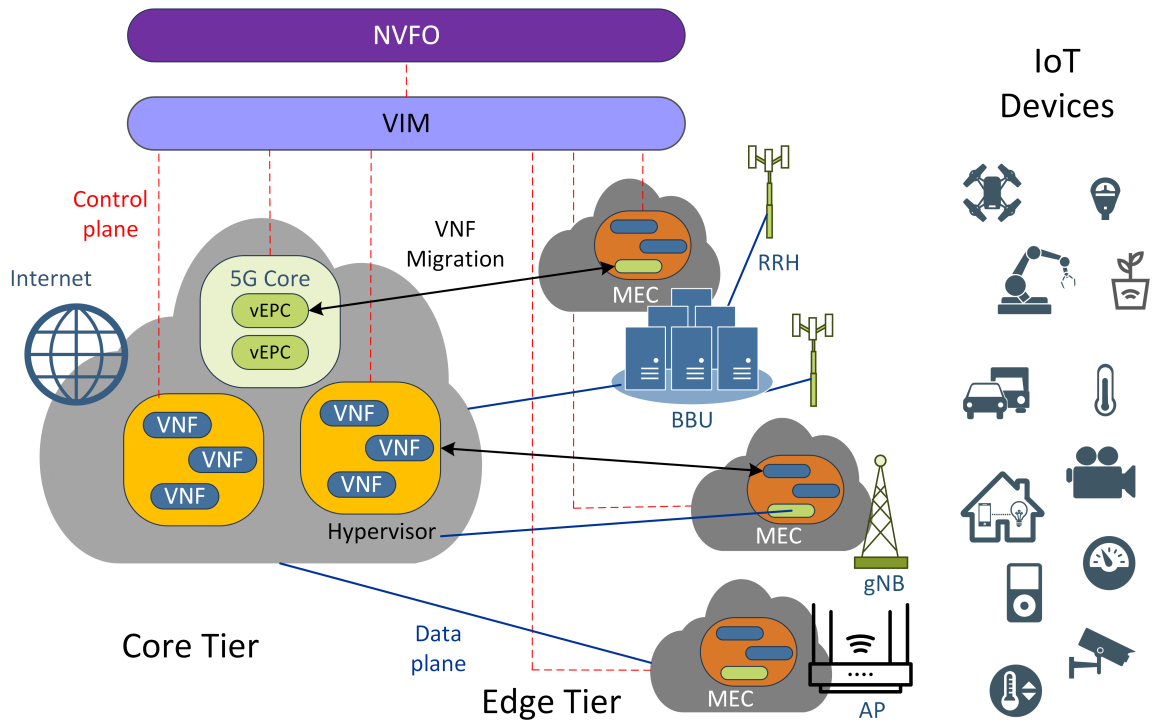 NVFO
IoT
Devices
VIM
Control
plane
VNF
Migration
RRH
Internet
5G Core
vEPC
vEPC
MEC
BBU
VNF
VNF
VNF
VNF
VNF
VNF
Hypervisor
MEC
gNB
Core Tier
Data
plane
Edge Tier
MEC
AP